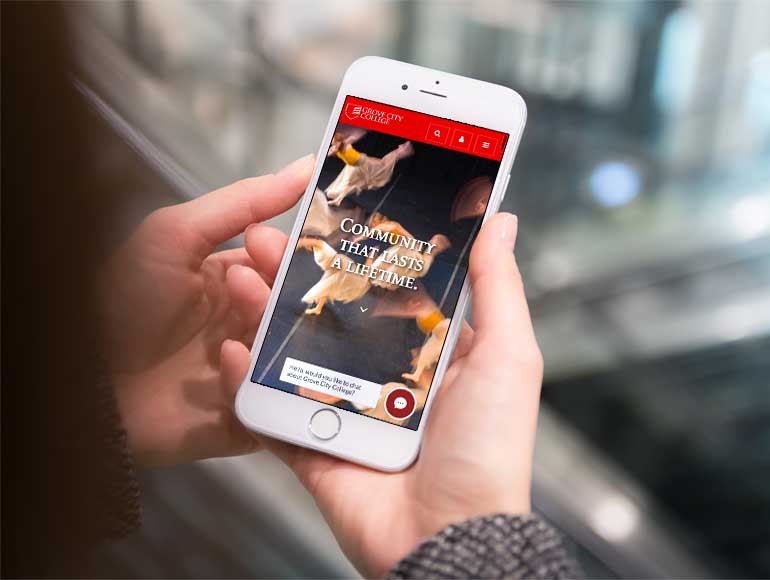 GROVE CITY
COLLEGE
COMMUNITY
THAT LASTS
A LIFETIME.
Hello, would you like to chat
about Grove City College?